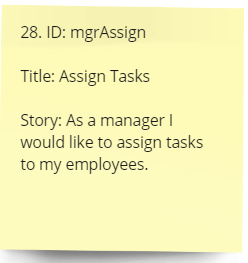 28. ID: mgrAssign
Title: Assign Tasks
Story: As a manager I
would like to assign tasks
to my employees.